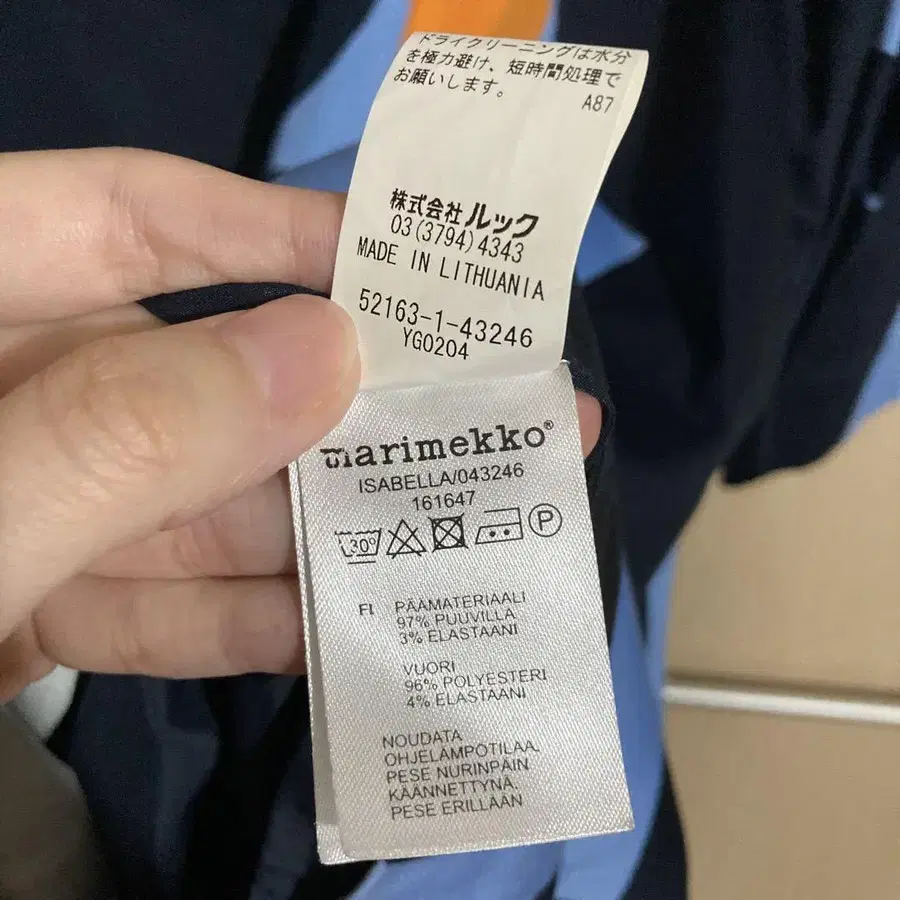 ドライクリーニングは水分
を極力避け、短時間処理で
お願いします。
A87
株式会社 ルック
03(3794)4343
MADE IN LITHUANIA
52163-1-43246
YG0204
marimekko®
ISABELLA/043246
161647
30° P
FI PÄÄMATERIAALI
97% PUUVILLA
3% ELASTAANI
VUORI
96% POLYESTERI
4% ELASTAANI
NOUDATA
OHJELÄMPÖTILAA,
PESE NURINPÄIN
KÄÄNNETTYNÄ,
PESE ERILLÄÄN